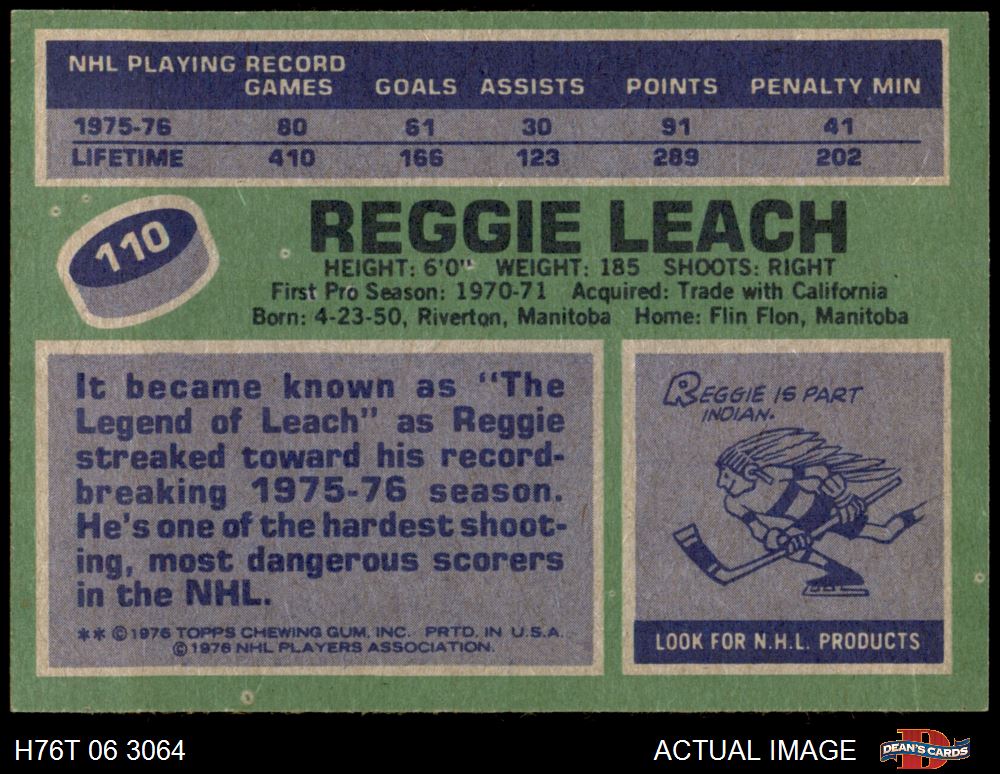 NHL PLAYING RECORD
GAMES GOALS ASSISTS POINTS PENALTY MIN
1975-76 80 61 30 91 41
LIFETIME 410 166 123 289 202
110
REGGIE LEACH
HEIGHT: 6'0" WEIGHT: 185 SHOOTS: RIGHT
First Pro Season: 1970-71 Acquired: Trade with California
Born: 4-23-50, Riverton, Manitoba Home: Flin Flon, Manitoba
It became known as "The
Legend of Leach" as Reggie
streaked toward his record-
breaking 1975-76 season.
He's one of the hardest shoot-
ing, most dangerous scorers
in the NHL.
** © 1976 TOPPS CHEWING GUM, INC. PRTD. IN U.S.A.
© 1976 NHL PLAYERS ASSOCIATION.
REGGIE IS PART
INDIAN.
LOOK FOR N.H.L. PRODUCTS
H76T 06 3064
ACTUAL IMAGE
D
DEAN'S CARDS